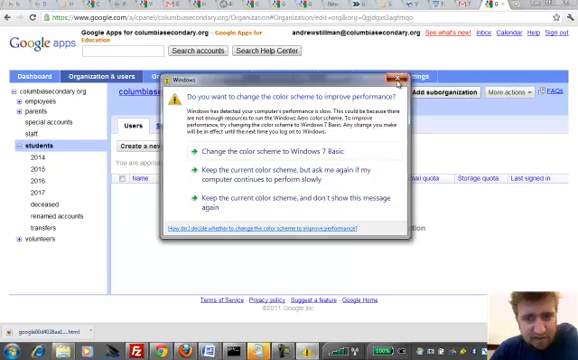 https://www.google.com/a/cpanel/columbiasecondary.org/Organization#Organization/edit=org&org=0gjdgxs3aghmqo
Google apps
for Education
columbiasecondary.org - Google Apps
andrewstillman@columbiasecondary.org
See what's new! Inbox Calendar Help Sign out
Search accounts Search Help Center
Dashboard Organization & users
columbiasecondary.org
employees
parents
special accounts
staff
students
2014
2015
2016
2017
deceased
renamed accounts
transfers
volunteers
Add suborganization More actions FAQs
Users
Create a new
You are
Name
Storage quota Last signed in
Windows
Do you want to change the color scheme to improve performance?
Windows has detected your computer's performance is slow. This could be because there
are not enough resources to run the Windows Aero color scheme. To improve
performance, try changing the color scheme to Windows 7 Basic. Any change you make
will be in effect until the next time you log on to Windows.
Change the color scheme to Windows 7 Basic
Keep the current color scheme, but ask me again if my
computer continues to perform slowly
Keep the current color scheme, and don't show this message
again
How do I decide whether to change the color scheme to improve performance?
Terms of Service - Privacy policy - Suggest a feature - Google Home
©2011 Google Inc
100%